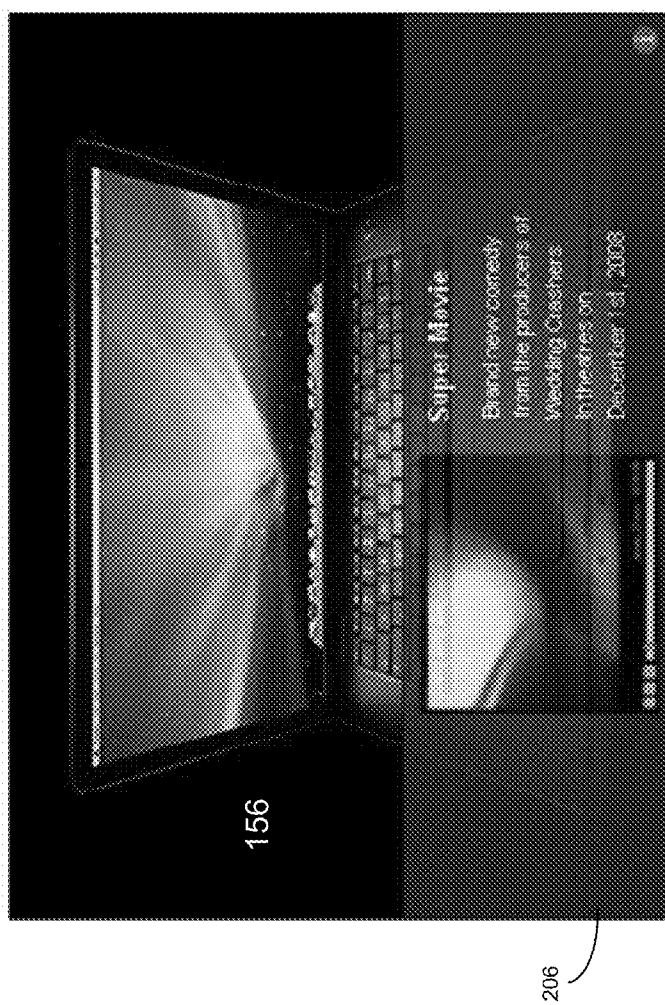 156
Super Movie
Brand new comedy
from the producers of
Wedding Crashers
In theatres on
December 1st, 2008
206